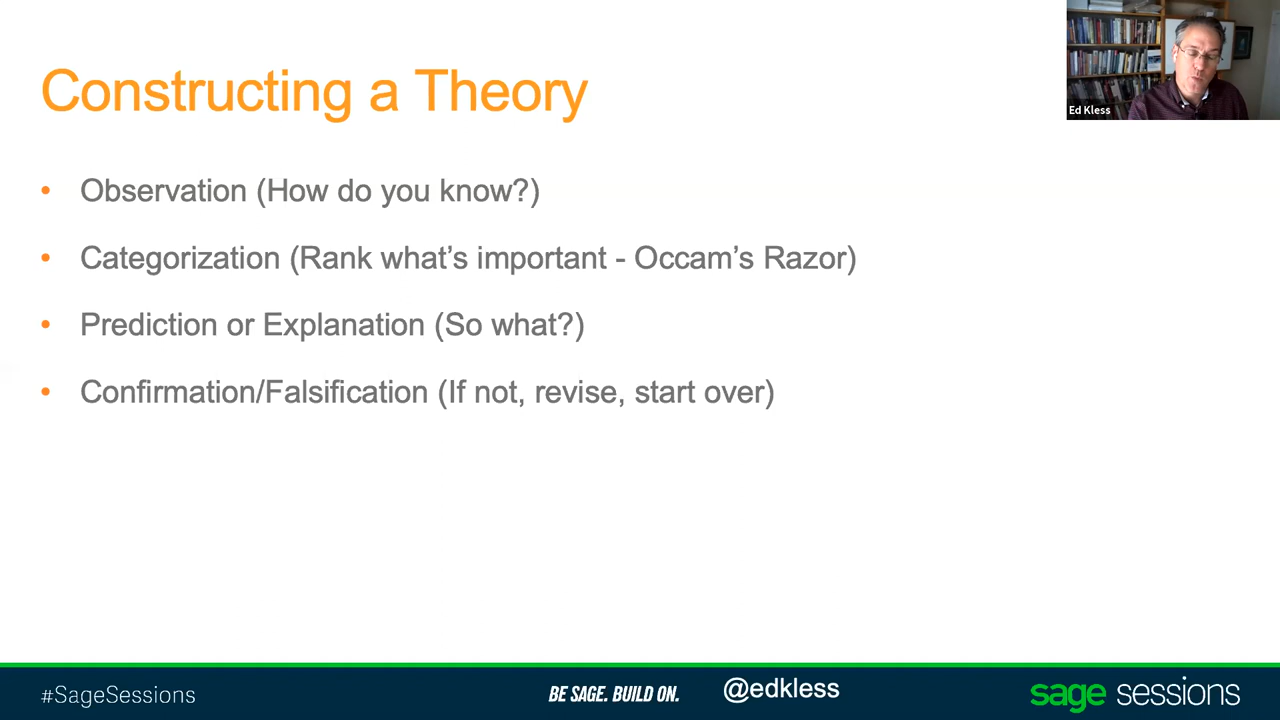 Constructing a Theory
Ed Kless
• Observation (How do you know?)
• Categorization (Rank what’s important - Occam’s Razor)
• Prediction or Explanation (So what?)
• Confirmation/Falsification (If not, revise, start over)
#SageSessions
BE SAGE. BUILD ON.
@edkless
sage sessions